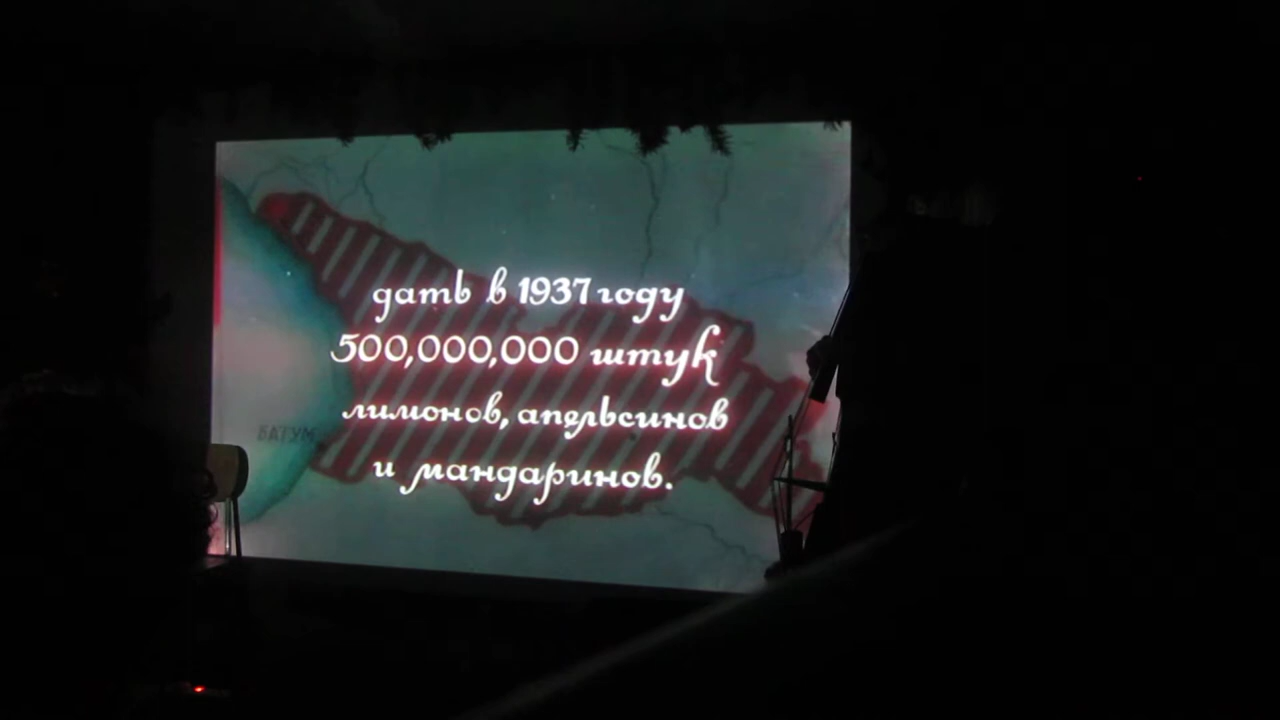 дать в 1937 году
500,000,000 штук
лимонов, апельсинов
и мандаринов.
БАТУМ